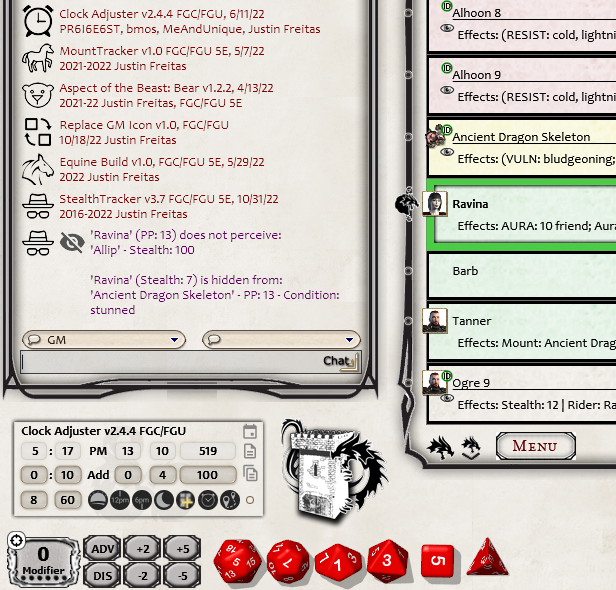 Clock Adjuster v2.4.4 FGC/FGU, 6/11/22
PR6I6E6ST, bmos, MeAndUnique, Justin Freitas
MountTracker v1.0 FGC/FGU 5E, 5/7/22
2021-2022 Justin Freitas
Aspect of the Beast: Bear v1.2.2, 4/13/22
2021-22 Justin Freitas, FGC/FGU 5E
Replace GM Icon v1.0, FGC/FGU
10/18/22 Justin Freitas
Equine Build v1.0, FGC/FGU 5E, 5/29/22
2022 Justin Freitas
StealthTracker v3.7 FGC/FGU 5E, 10/31/22
2016-2022 Justin Freitas
'Ravina' (PP: 13) does not perceive:
'Allip' - Stealth: 100
'Ravina' (Stealth: 7) is hidden from:
'Ancient Dragon Skeleton' - PP: 13 - Condition:
stunned
GM
Chat
ID
Alhoon 8
Effects: (RESIST: cold, lightni
ID
Alhoon 9
Effects: (RESIST: cold, lightni
ID
Ancient Dragon Skeleton
Effects: (VULN: bludgeoning;
Ravina
Effects: AURA: 10 friend; Aura
Barb
Tanner
Effects: Mount: Ancient Drag
ID
Ogre 9
Effects: Stealth: 12 | Rider: Ra
MENU
Clock Adjuster v2.4.4 FGC/FGU
5 : 17 PM 13 10 519
0 : 10 Add 0 4 100
8 60 12pm 6pm
0
Modifier
ADV +2 +5
DIS -2 -5
5 7 1 3 5 7